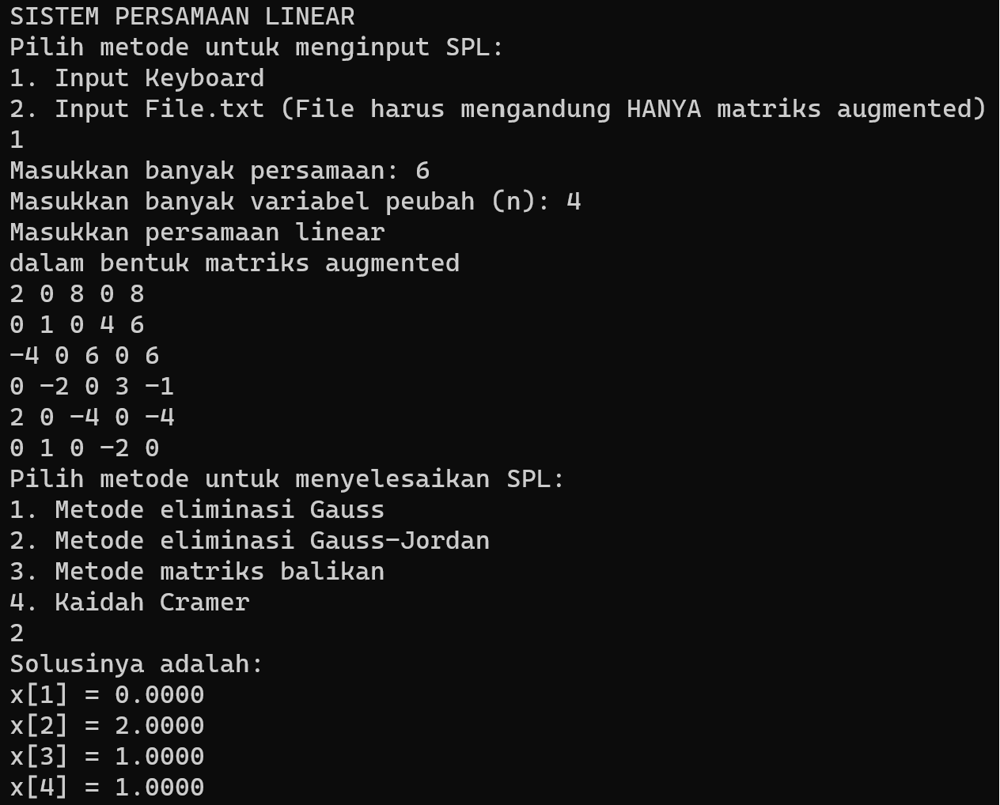 SISTEM PERSAMAAN LINEAR
Pilih metode untuk menginput SPL:
1. Input Keyboard
2. Input File.txt (File harus mengandung HANYA matriks augmented)
1
Masukkan banyak persamaan: 6
Masukkan banyak variabel peubah (n): 4
Masukkan persamaan linear
dalam bentuk matriks augmented
2 0 8 0 8
0 1 0 4 6
-4 0 6 0 6
0 -2 0 3 -1
2 0 -4 0 -4
0 1 0 -2 0
Pilih metode untuk menyelesaikan SPL:
1. Metode eliminasi Gauss
2. Metode eliminasi Gauss-Jordan
3. Metode matriks balikan
4. Kaidah Cramer
2
Solusinya adalah:
x[1] = 0.0000
x[2] = 2.0000
x[3] = 1.0000
x[4] = 1.0000